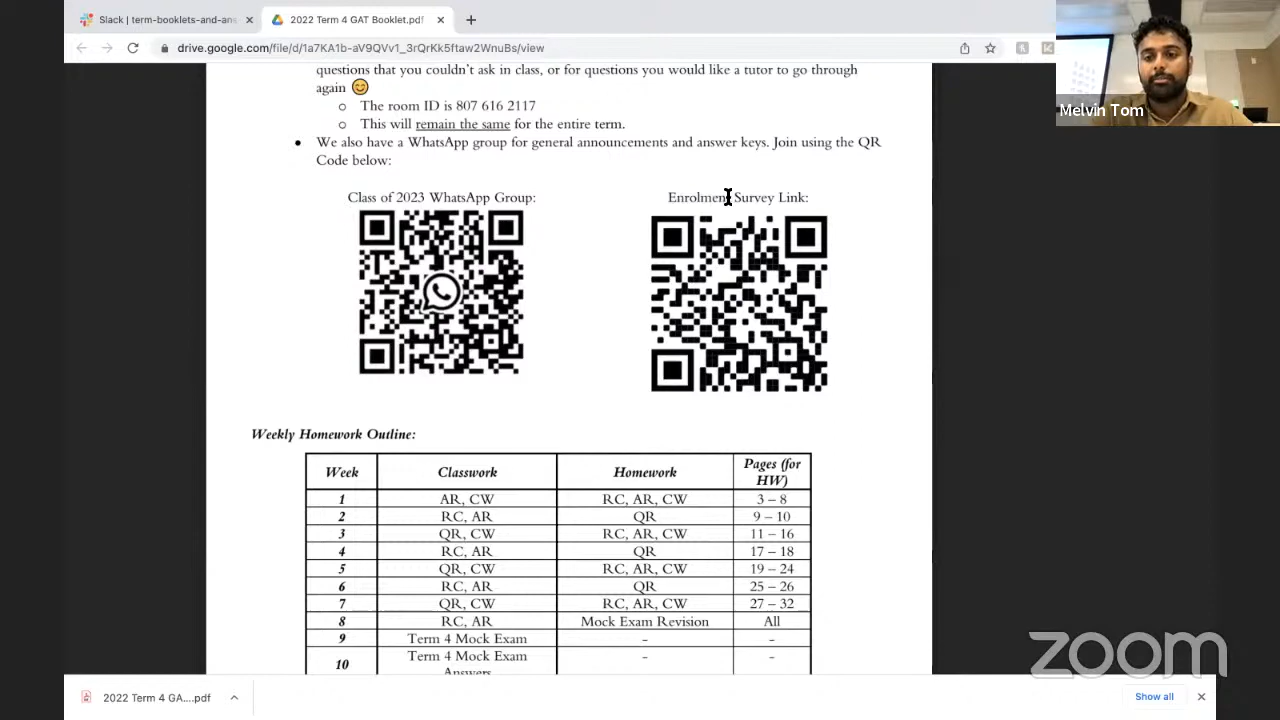 Slack | term-booklets-and-ans
2022 Term 4 GAT Booklet.pdf
drive.google.com/file/d/1a7KA1b-aV9QVv1_3rQrKk5ftaw2WnuBs/view
Melvin Tom
questions that you couldn't ask in class, or for questions you would like a tutor to go through
again 😊
o The room ID is 807 616 2117
o This will remain the same for the entire term.
• We also have a WhatsApp group for general announcements and answer keys. Join using the QR
Code below:
Class of 2023 WhatsApp Group: Enrolment Survey Link:
Weekly Homework Outline:
Week Classwork Homework Pages (for
HW)
1 AR, CW RC, AR, CW 3 – 8
2 RC, AR QR 9 – 10
3 QR, CW RC, AR, CW 11 – 16
4 RC, AR QR 17 – 18
5 QR, CW RC, AR, CW 19 – 24
6 RC, AR QR 25 – 26
7 QR, CW RC, AR, CW 27 – 32
8 RC, AR Mock Exam Revision All
9 Term 4 Mock Exam - -
10 Term 4 Mock Exam - -
Answers
zoom
2022 Term 4 GA....pdf
Show all